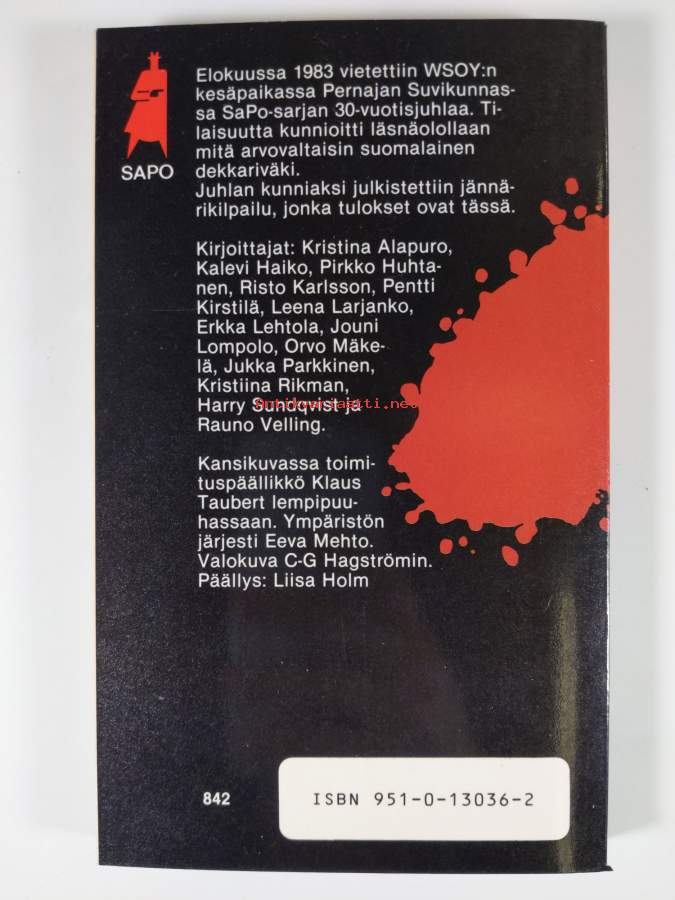 Elokuussa 1983 vietettiin WSOY:n
kesäpaikassa Pernajan Suvikunnas-
sa SaPo-sarjan 30-vuotisjuhlaa. Ti-
laisuutta kunnioitti läsnäolollaan
mitä arvovaltaisin suomalainen
dekkariväki.
Juhlan kunniaksi julkistettiin jännä-
rikilpailu, jonka tulokset ovat tässä.
SAPO
Kirjoittajat: Kristina Alapuro,
Kalevi Haiko, Pirkko Huhta-
nen, Risto Karlsson, Pentti
Kirstilä, Leena Larjanko,
Erkka Lehtola, Jouni
Lompolo, Orvo Mäke-
lä, Jukka Parkkinen,
Kristiina Rikman,
Harry Sundqvist ja
Rauno Velling.
antikvariaatti.net
Kansikuvassa toimi-
tuspäällikkö Klaus
Taubert lempipuu-
hassaan. Ympäristön
järjesti Eeva Mehto.
Valokuva C-G Hagströmin.
Päällys: Liisa Holm
842
ISBN 951-0-13036-2